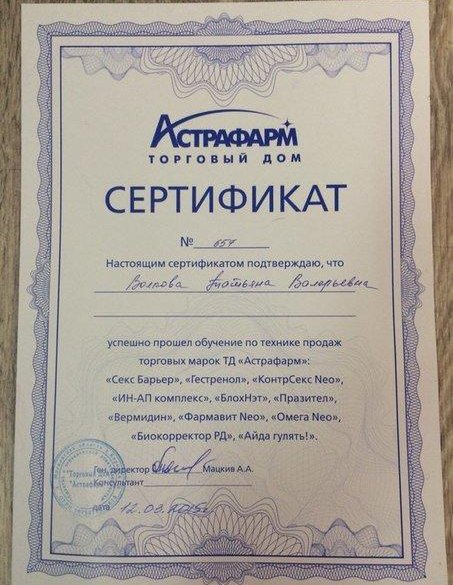 АСТРАФАРМ
ТОРГОВЫЙ ДОМ
СЕРТИФИКАТ
№ 657
Настоящим сертификатом подтверждаю, что
Волкова Татьяна Валерьевна
успешно прошел обучение по технике продаж
торговых марок ТД «Астрафарм»:
«Секс Барьер», «Гестренол», «КонтрСекс Neo»,
«ИН-АП комплекс», «БлохНэт», «Празител»,
«Вермидин», «Фармавит Neo», «Омега Neo»,
«Биокорректор РД», «Айда гулять!».
Ген. директор Мацкив А.А.
Консультант
дата 12.03.2015г